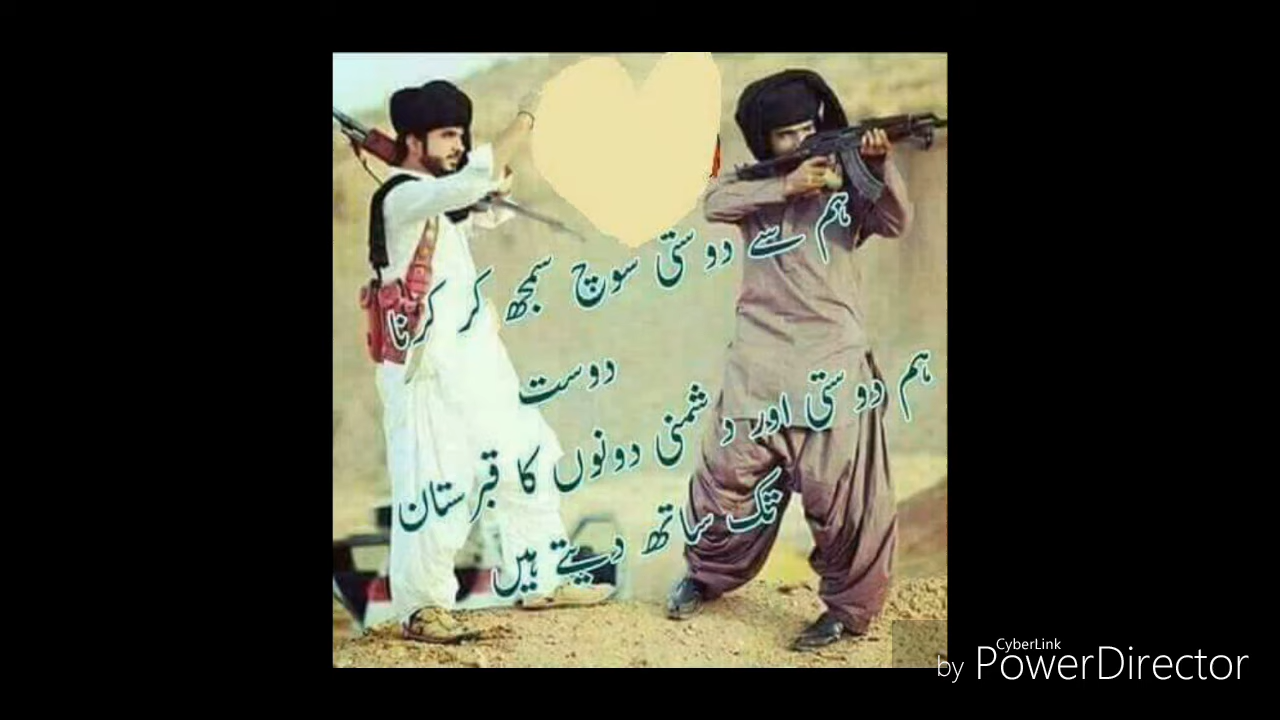 ہم سے دوستی سوچ سمجھ کر کرنا
دوست
ہم دوستی اور دشمنی دونوں کا قبرستان
تک ساتھ دیتے ہیں
CyberLink
by PowerDirector